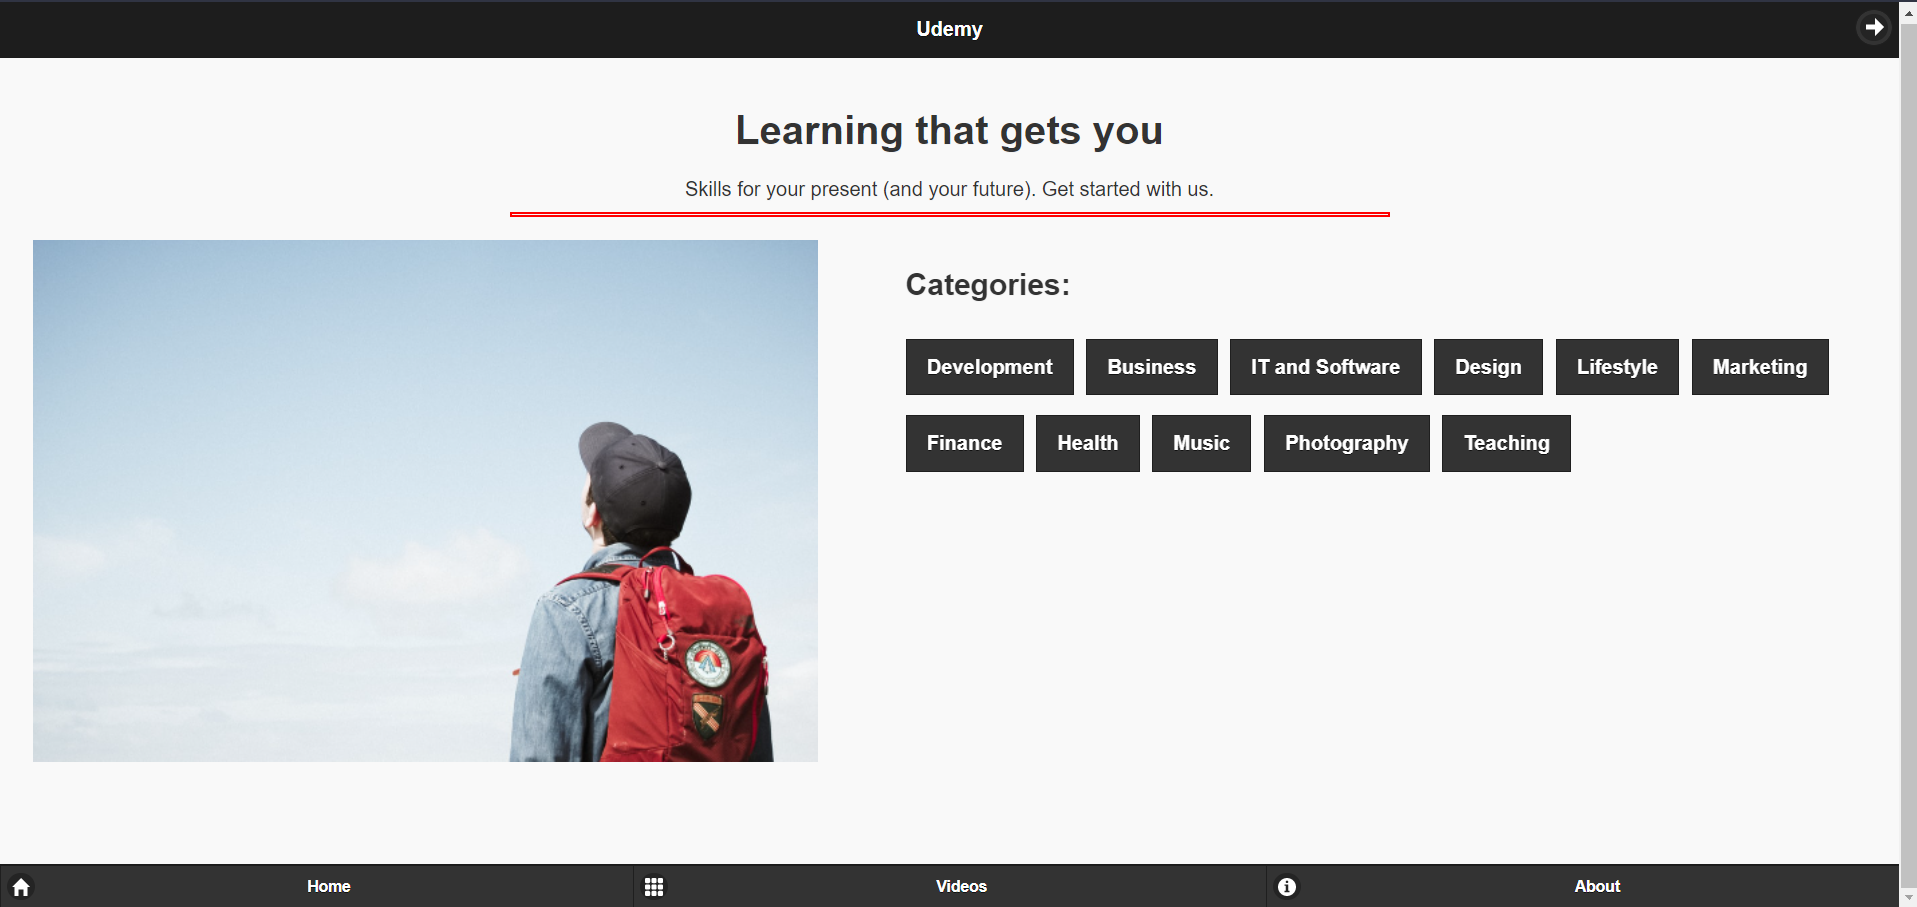 Udemy
Learning that gets you
Skills for your present (and your future). Get started with us.
Categories:
Development Business IT and Software Design Lifestyle Marketing
Finance Health Music Photography Teaching
Home Videos About